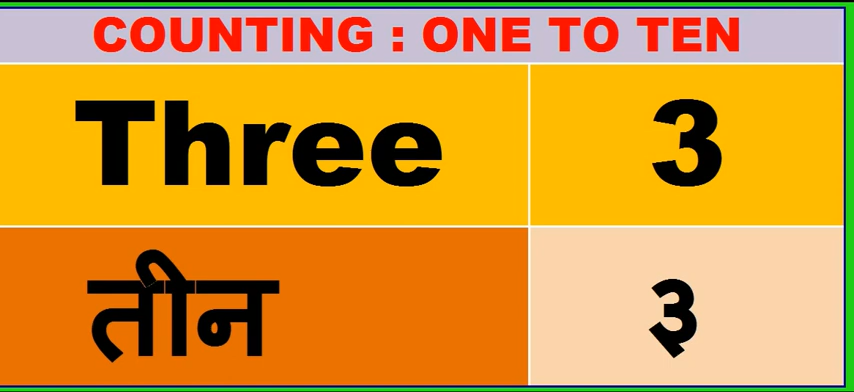 COUNTING : ONE TO TEN
Three 3
तीन ३